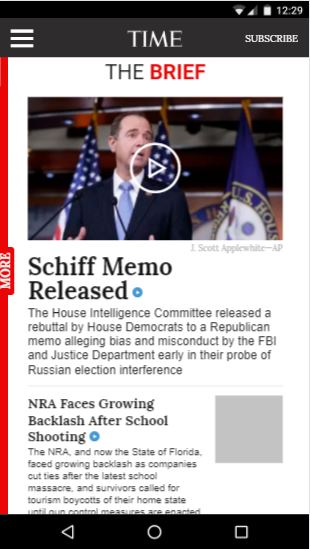 12:29
TIME
SUBSCRIBE
THE BRIEF
J. Scott Applewhite—AP
MORE
Schiff Memo
Released
The House Intelligence Committee released a
rebuttal by House Democrats to a Republican
memo alleging bias and misconduct by the FBI
and Justice Department early in their probe of
Russian election interference
NRA Faces Growing
Backlash After School
Shooting
The NRA, and now the State of Florida,
faced growing backlash as companies
cut ties after the latest school
massacre, and survivors called for
tourism boycotts of their home state
until gun control measures are enacted